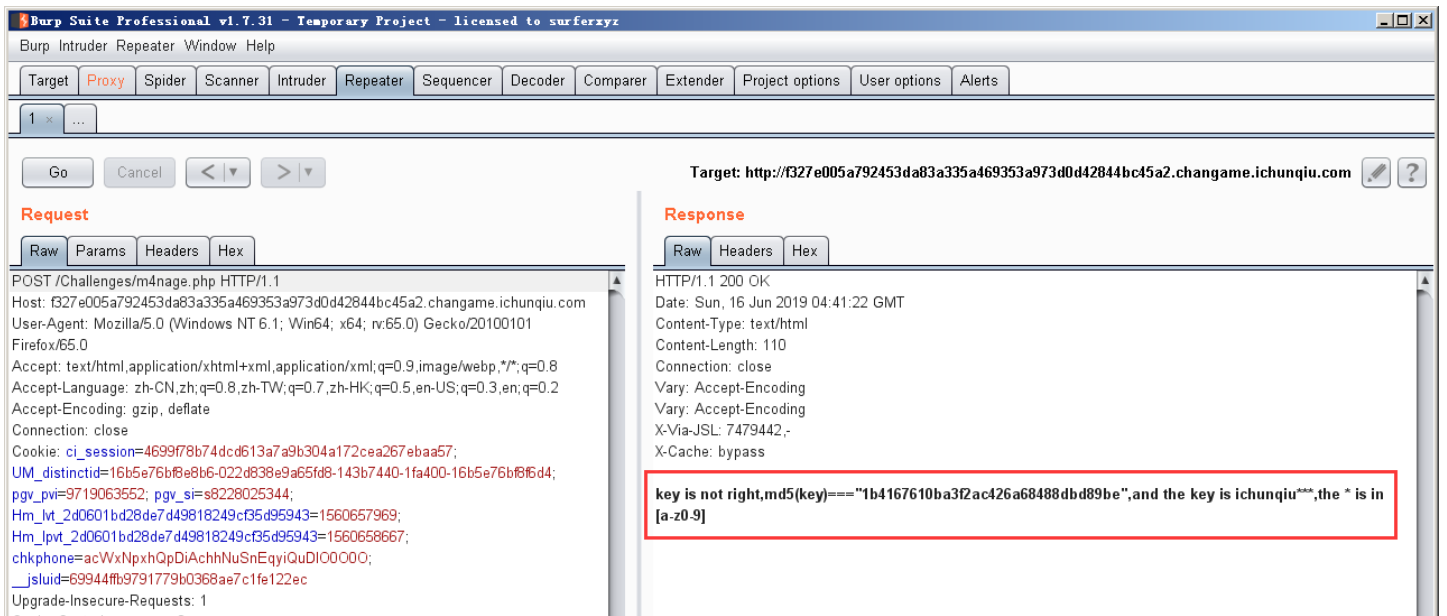 Burp Suite Professional v1.7.31 - Temporary Project - licensed to surferxyz
Burp Intruder Repeater Window Help
Target Proxy Spider Scanner Intruder Repeater Sequencer Decoder Comparer Extender Project options User options Alerts
1 × ...
Go Cancel < > Target: http://f327e005a792453da83a335a469353a973d0d42844bc45a2.changame.ichunqiu.com ?
Request
Raw Params Headers Hex
POST /Challenges/m4nage.php HTTP/1.1
Host: f327e005a792453da83a335a469353a973d0d42844bc45a2.changame.ichunqiu.com
User-Agent: Mozilla/5.0 (Windows NT 6.1; Win64; x64; rv:65.0) Gecko/20100101
Firefox/65.0
Accept: text/html,application/xhtml+xml,application/xml;q=0.9,image/webp,*/*;q=0.8
Accept-Language: zh-CN,zh;q=0.8,zh-TW;q=0.7,zh-HK;q=0.5,en-US;q=0.3,en;q=0.2
Accept-Encoding: gzip, deflate
Connection: close
Cookie: ci_session=4699f78b74dcd613a7a9b304a172cea267ebaa57;
UM_distinctid=16b5e76bf8e8b6-022d838e9a65fd8-143b7440-1fa400-16b5e76bf8f6d4;
pgv_pvi=9719063552; pgv_si=s8228025344;
Hm_lvt_2d0601bd28de7d49818249cf35d95943=1560657969;
Hm_lpvt_2d0601bd28de7d49818249cf35d95943=1560658667;
chkphone=acWxNpxhQpDiAchhNuSnEqyiQuDIO0O0O;
__jsluid=69944ffb9791779b0368ae7c1fe122ec
Upgrade-Insecure-Requests: 1
Response
Raw Headers Hex
HTTP/1.1 200 OK
Date: Sun, 16 Jun 2019 04:41:22 GMT
Content-Type: text/html
Content-Length: 110
Connection: close
Vary: Accept-Encoding
Vary: Accept-Encoding
X-Via-JSL: 7479442,-
X-Cache: bypass
key is not right,md5(key)==="1b4167610ba3f2ac426a68488dbd89be",and the key is ichunqiu***,the * is in
[a-z0-9]